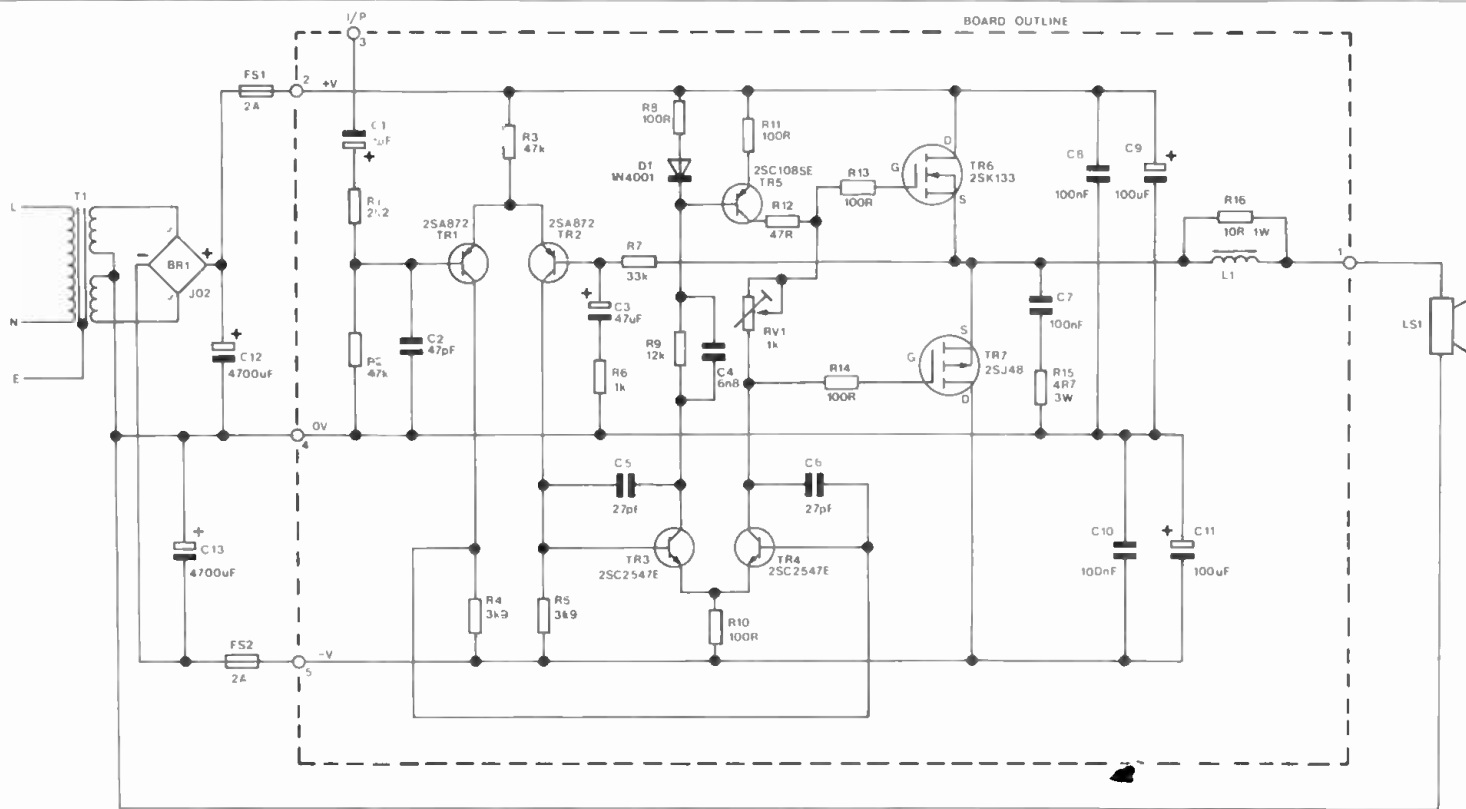 BOARD OUTLINE
I/P
3
FS1
2A
2
+V
C1
+
R3
47k
R8
100R
R11
100R
D1
1N4001
2SC1085E
TR5
R12
47R
R13
100R
G
D
S
TR6
2SK133
C8
100nF
C9
+
100uF
R16
10R 1W
L1
1
LS1
T1
L
N
E
BR1
-
+
J02
+
C12
4700uF
2SA872
TR1
2SA872
TR2
R7
33k
+
C3
47uF
R6
1k
C2
47pF
47k
R9
12k
C4
6n8
RV1
1k
R14
100R
G
S
D
TR7
2SJ48
C7
100nF
R15
4R7
3W
0V
4
+
C13
4700uF
C5
27pf
C6
27pf
TR3
2SC2547E
TR4
2SC2547E
R4
3k9
R5
3k9
R10
100R
C10
100nF
+
C11
100uF
FS2
2A
-V
5